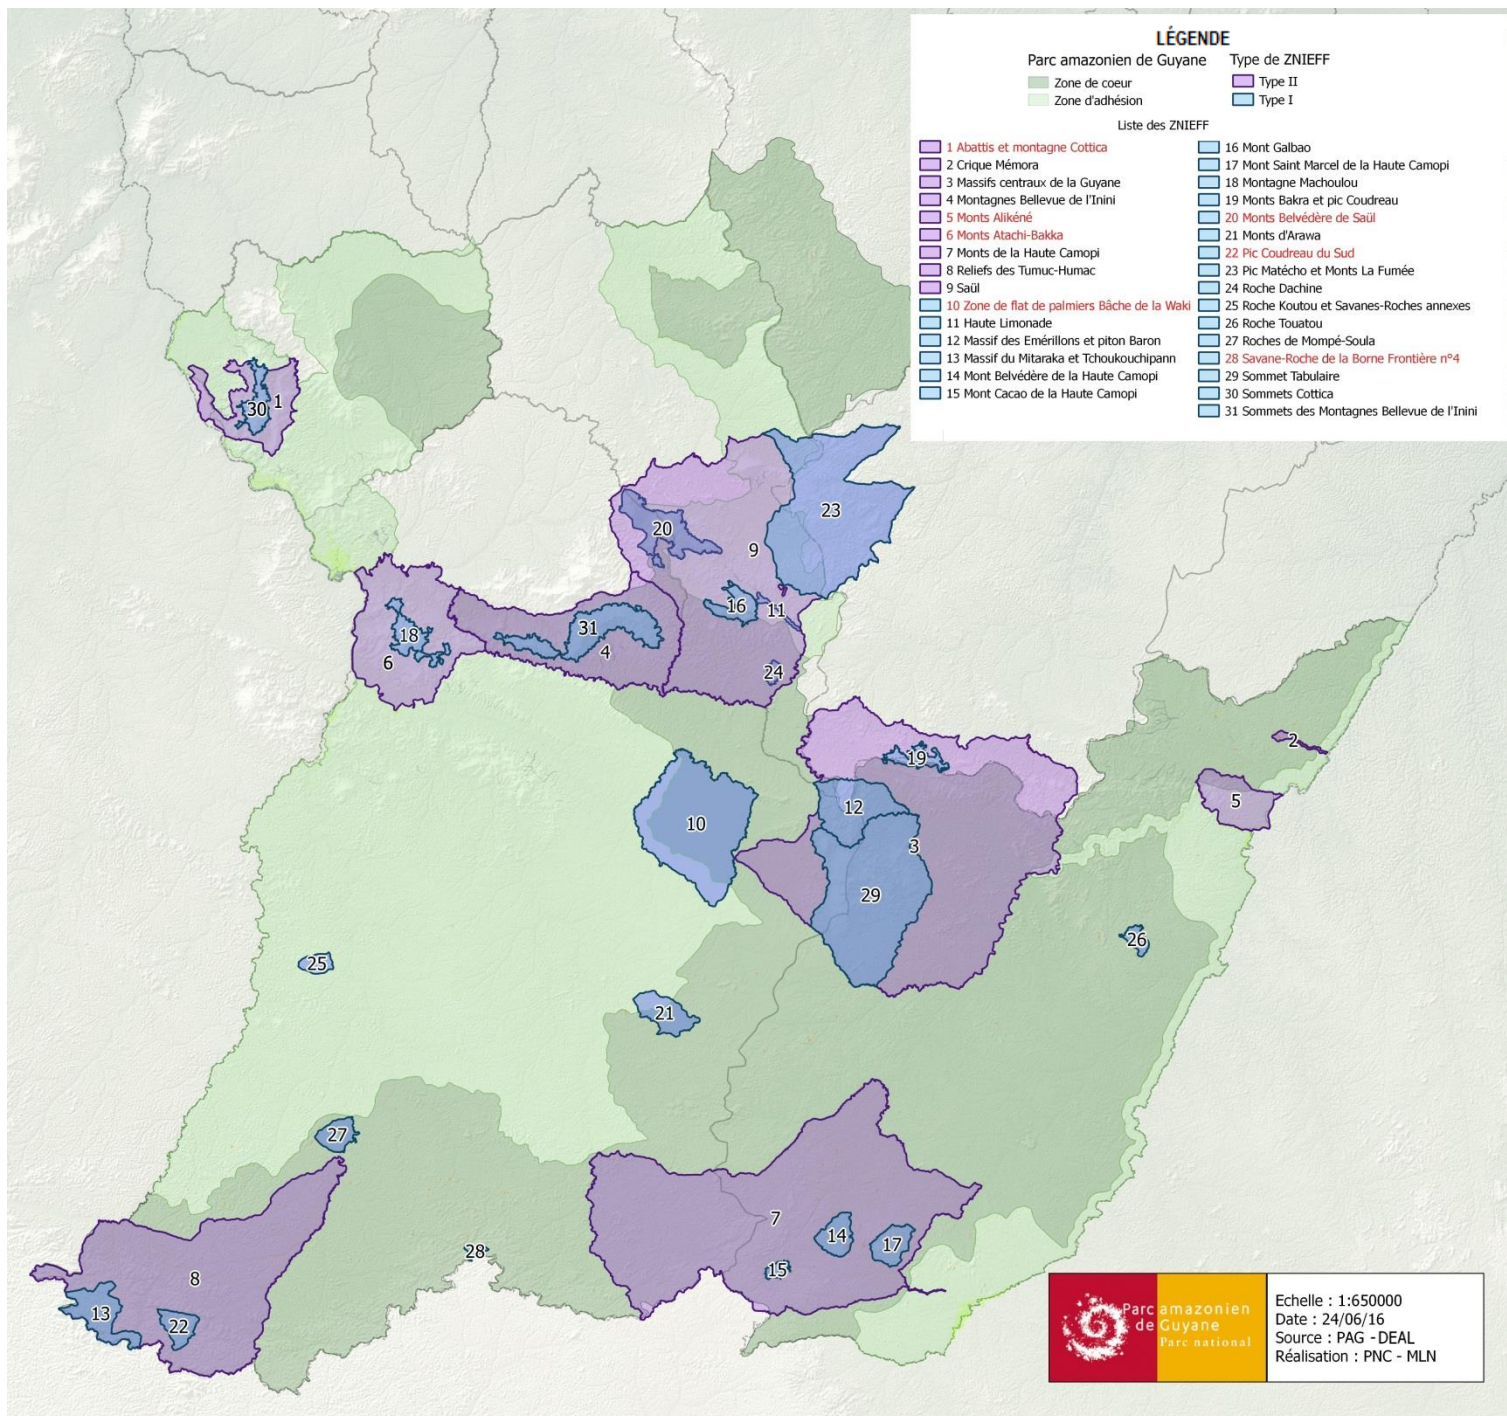 LÉGENDE
Parc amazonien de Guyane
Zone de coeur
Zone d'adhésion
Type de ZNIEFF
Type II
Type I
Liste des ZNIEFF
1 Abattis et montagne Cottica
2 Crique Mémora
3 Massifs centraux de la Guyane
4 Montagnes Bellevue de l'Inini
5 Monts Alikéné
6 Monts Atachi-Bakka
7 Monts de la Haute Camopi
8 Reliefs des Tumuc-Humac
9 Saül
10 Zone de flat de palmiers Bâche de la Waki
11 Haute Limonade
12 Massif des Emérillons et piton Baron
13 Massif du Mitaraka et Tchoukouchipann
14 Mont Belvédère de la Haute Camopi
15 Mont Cacao de la Haute Camopi
16 Mont Galbao
17 Mont Saint Marcel de la Haute Camopi
18 Montagne Machoulou
19 Monts Bakra et pic Coudreau
20 Monts Belvédère de Saül
21 Monts d'Arawa
22 Pic Coudreau du Sud
23 Pic Matécho et Monts La Fumée
24 Roche Dachine
25 Roche Koutou et Savanes-Roches annexes
26 Roche Touatou
27 Roches de Mompé-Soula
28 Savane-Roche de la Borne Frontière n°4
29 Sommet Tabulaire
30 Sommets Cottica
31 Sommets des Montagnes Bellevue de l'Inini
1
30
23
20
9
16
11
31
18
4
6
24
2
19
5
12
10
3
29
26
25
21
27
7
14
17
28
15
8
13
22
Parc amazonien
de Guyane
Parc national
Echelle : 1:650000
Date : 24/06/16
Source : PAG - DEAL
Réalisation : PNC - MLN